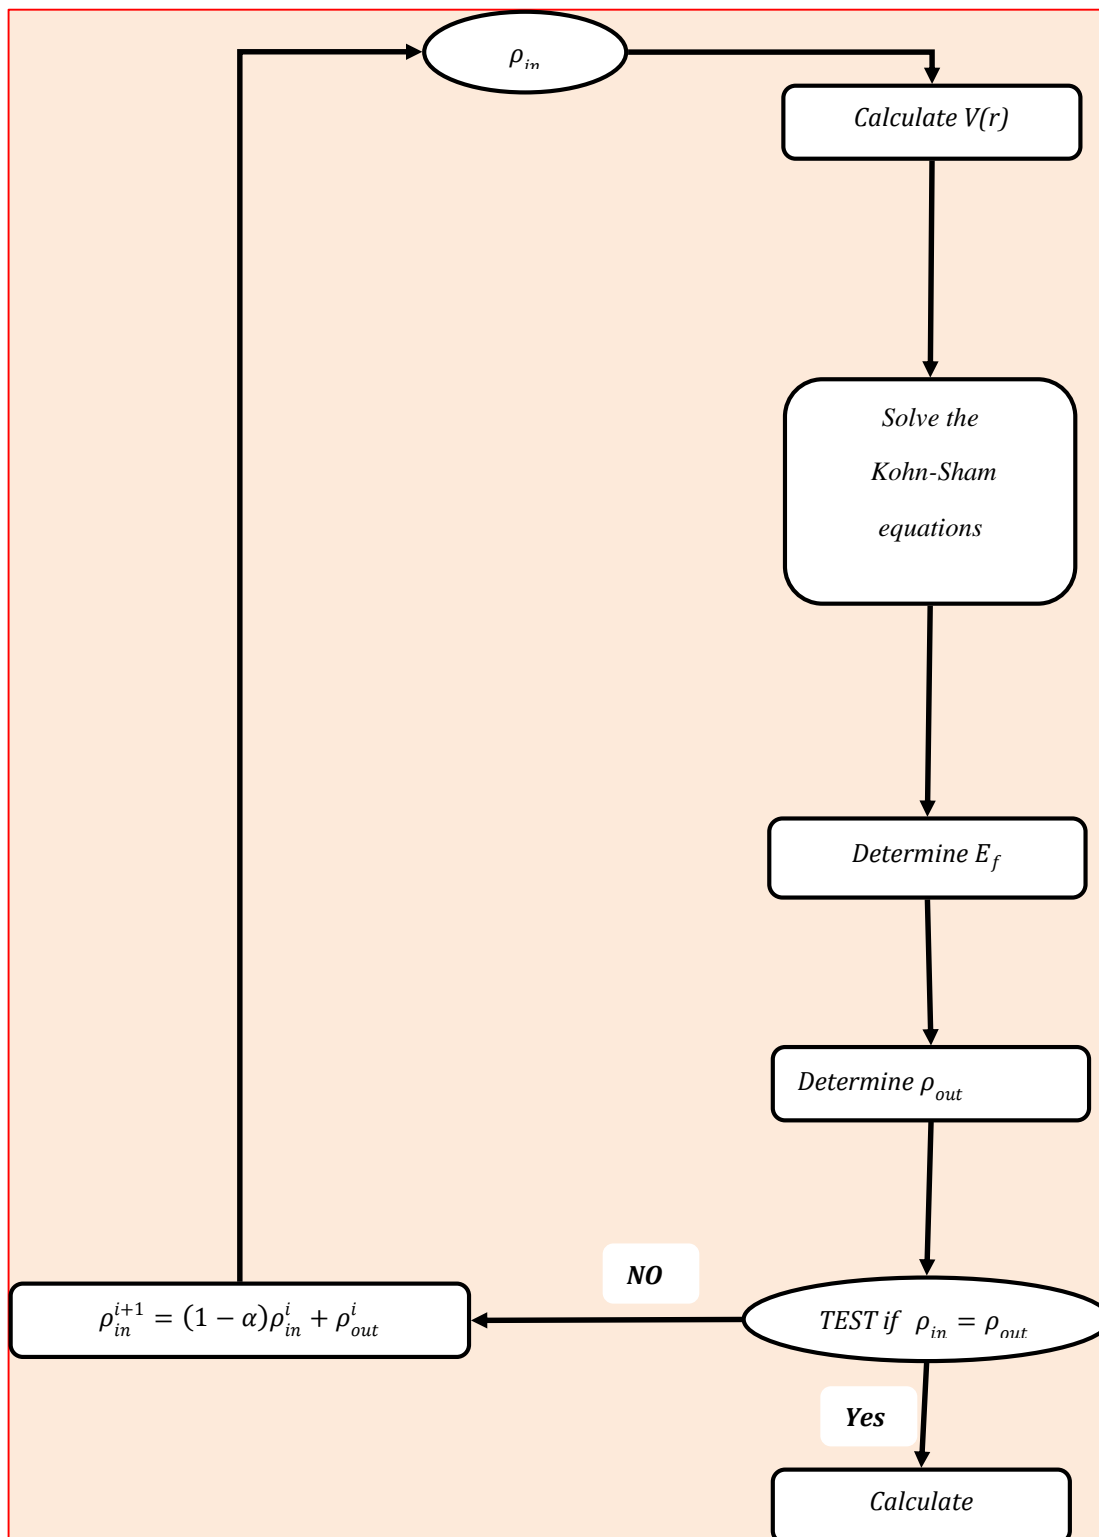 ρ_in
Calculate V(r)
Solve the
Kohn-Sham
equations
Determine E_f
Determine ρ_out
NO
ρ_in^{i+1} = (1 − α)ρ_in^i + ρ_out^i
TEST if ρ_in = ρ_out
Yes
Calculate